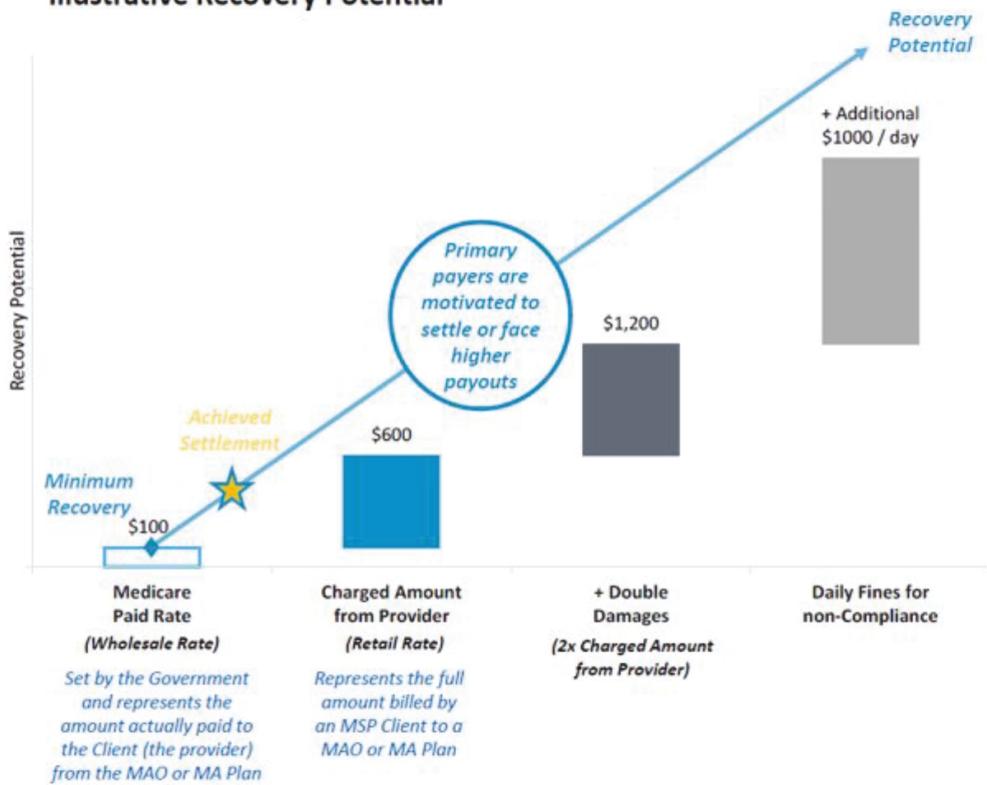 Illustrative Recovery Potential
Recovery
Potential
+ Additional
$1000 / day
Recovery Potential
Primary
payers are
motivated to
settle or face
higher
payouts
$1,200
Achieved
Settlement
$600
Minimum
Recovery
$100
Medicare
Paid Rate
(Wholesale Rate)
Set by the Government
and represents the
amount actually paid to
the Client (the provider)
from the MAO or MA Plan
Charged Amount
from Provider
(Retail Rate)
Represents the full
amount billed by
an MSP Client to a
MAO or MA Plan
+ Double
Damages
(2x Charged Amount
from Provider)
Daily Fines for
non-Compliance